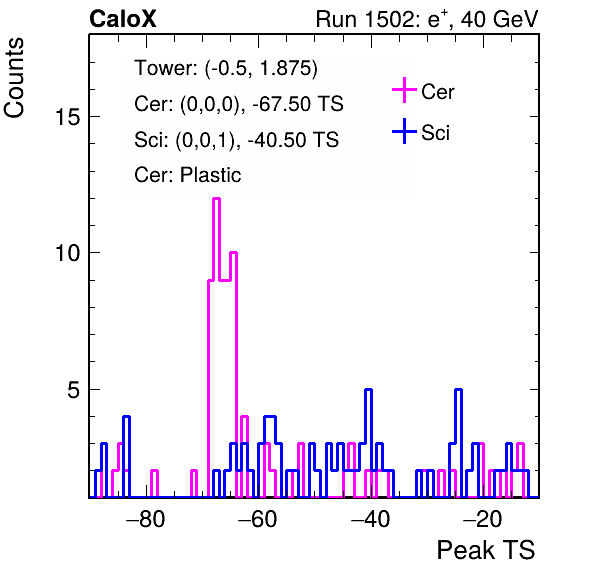 CaloX Run 1502: e⁺, 40 GeV
Counts
Tower: (-0.5, 1.875)
Cer: (0,0,0), -67.50 TS
Sci: (0,0,1), -40.50 TS
Cer: Plastic
Cer
Sci
15
10
5
−80 −60 −40 −20
Peak TS